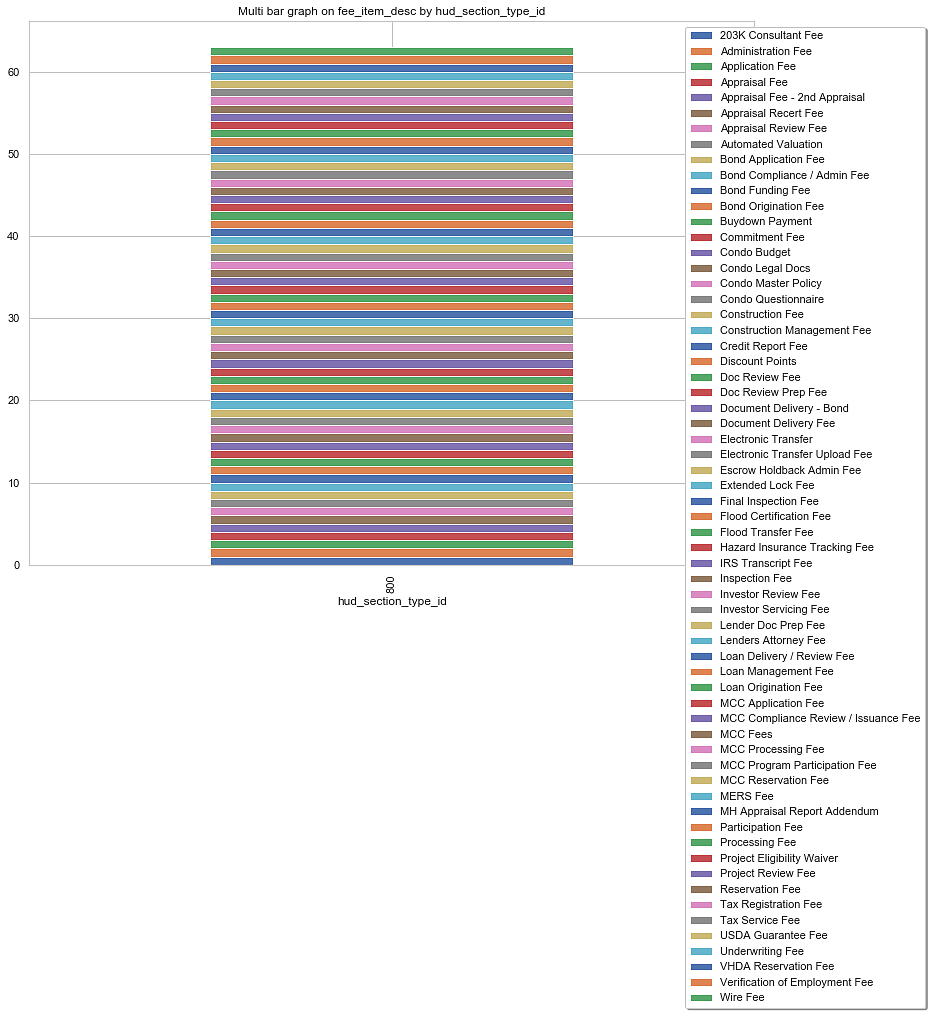 Multi bar graph on fee_item_desc by hud_section_type_id
60
50
40
30
20
10
0
800
hud_section_type_id
203K Consultant Fee
Administration Fee
Application Fee
Appraisal Fee
Appraisal Fee - 2nd Appraisal
Appraisal Recert Fee
Appraisal Review Fee
Automated Valuation
Bond Application Fee
Bond Compliance / Admin Fee
Bond Funding Fee
Bond Origination Fee
Buydown Payment
Commitment Fee
Condo Budget
Condo Legal Docs
Condo Master Policy
Condo Questionnaire
Construction Fee
Construction Management Fee
Credit Report Fee
Discount Points
Doc Review Fee
Doc Review Prep Fee
Document Delivery - Bond
Document Delivery Fee
Electronic Transfer
Electronic Transfer Upload Fee
Escrow Holdback Admin Fee
Extended Lock Fee
Final Inspection Fee
Flood Certification Fee
Flood Transfer Fee
Hazard Insurance Tracking Fee
IRS Transcript Fee
Inspection Fee
Investor Review Fee
Investor Servicing Fee
Lender Doc Prep Fee
Lenders Attorney Fee
Loan Delivery / Review Fee
Loan Management Fee
Loan Origination Fee
MCC Application Fee
MCC Compliance Review / Issuance Fee
MCC Fees
MCC Processing Fee
MCC Program Participation Fee
MCC Reservation Fee
MERS Fee
MH Appraisal Report Addendum
Participation Fee
Processing Fee
Project Eligibility Waiver
Project Review Fee
Reservation Fee
Tax Registration Fee
Tax Service Fee
USDA Guarantee Fee
Underwriting Fee
VHDA Reservation Fee
Verification of Employment Fee
Wire Fee